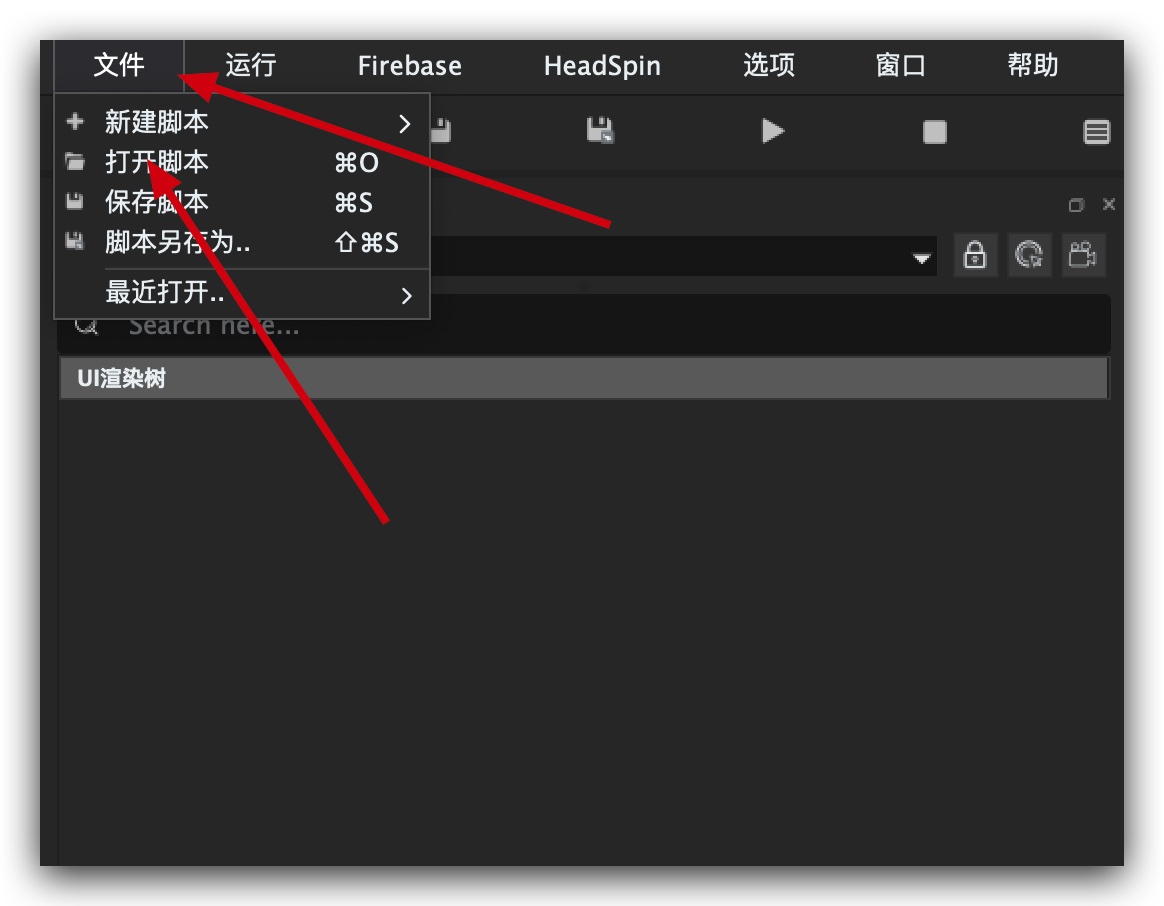 文件 运行 Firebase HeadSpin 选项 窗口 帮助
新建脚本
打开脚本 ⌘O
保存脚本 ⌘S
脚本另存为.. ⇧⌘S
最近打开..
Search here...
UI渲染树